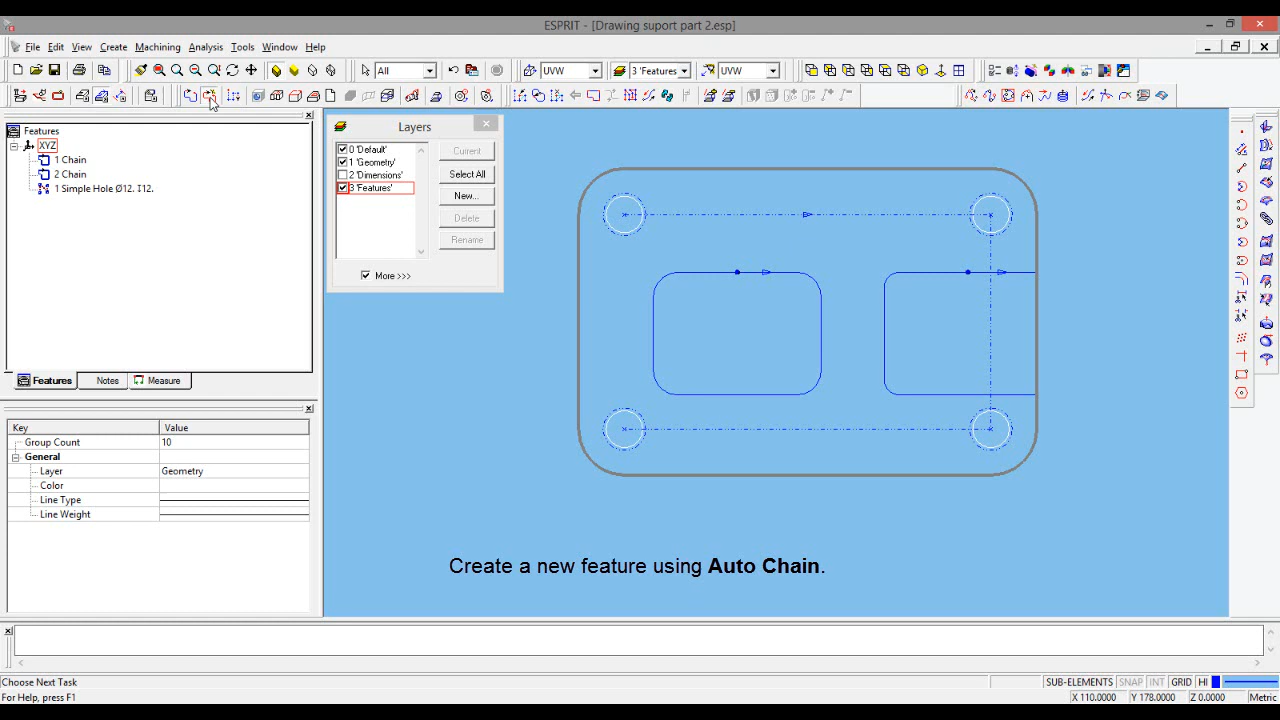 ESPRIT - [Drawing suport part 2.esp]
File Edit View Create Machining Analysis Tools Window Help
All UVW 3 'Features' UVW
Features
XYZ
1 Chain
2 Chain
1 Simple Hole Ø12. ↧12.
Features Notes Measure
Key Value
Group Count 10
General
Layer Geometry
Color
Line Type
Line Weight
Layers
0 'Default'
1 'Geometry'
2 'Dimensions'
3 'Features'
Current
Select All
New...
Delete
Rename
More >>>
Create a new feature using Auto Chain.
Choose Next Task
SUB-ELEMENTS SNAP INT GRID HI
For Help, press F1
X 110.0000 Y 178.0000 Z 0.0000 Metric